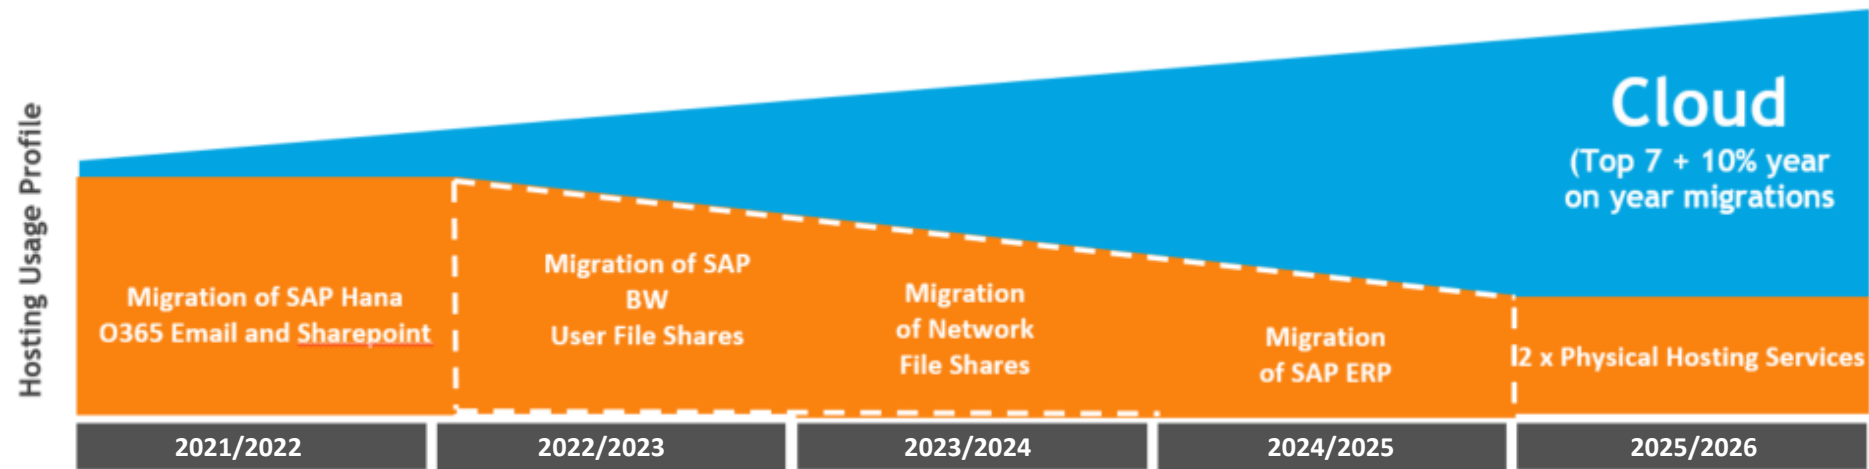 Hosting Usage Profile
Cloud
(Top 7 + 10% year
on year migrations
Migration of SAP Hana
O365 Email and Sharepoint
Migration of SAP
BW
User File Shares
Migration
of Network
File Shares
Migration
of SAP ERP
2 x Physical Hosting Services
2021/2022
2022/2023
2023/2024
2024/2025
2025/2026